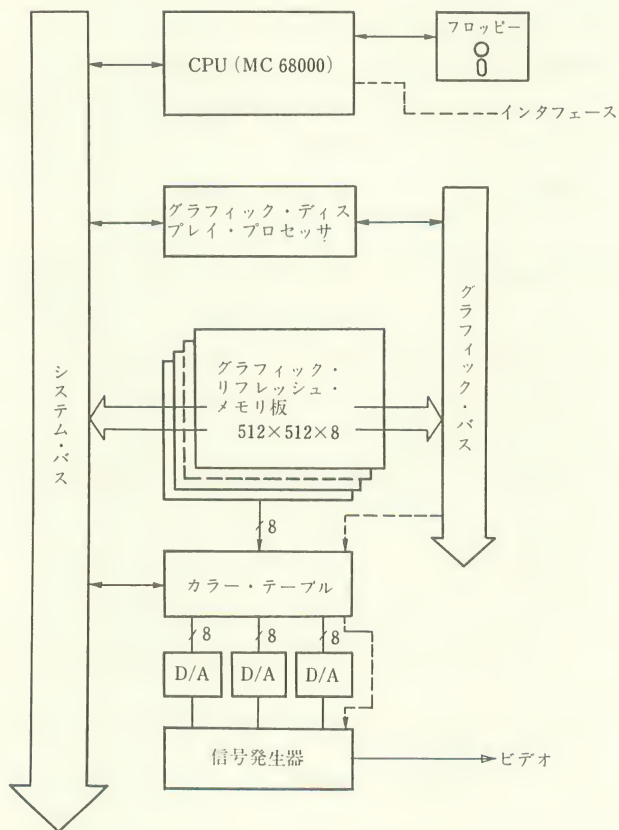 フロッピー
CPU (MC 68000)
インタフェース
グラフィック・ディス
プレイ・プロセッサ
グラフィック・バス
システム・バス
グラフィック・
リフレッシュ・
メモリ板
512×512×8
8
カラー・テーブル
8
8
8
D/A
D/A
D/A
信号発生器
ビデオ